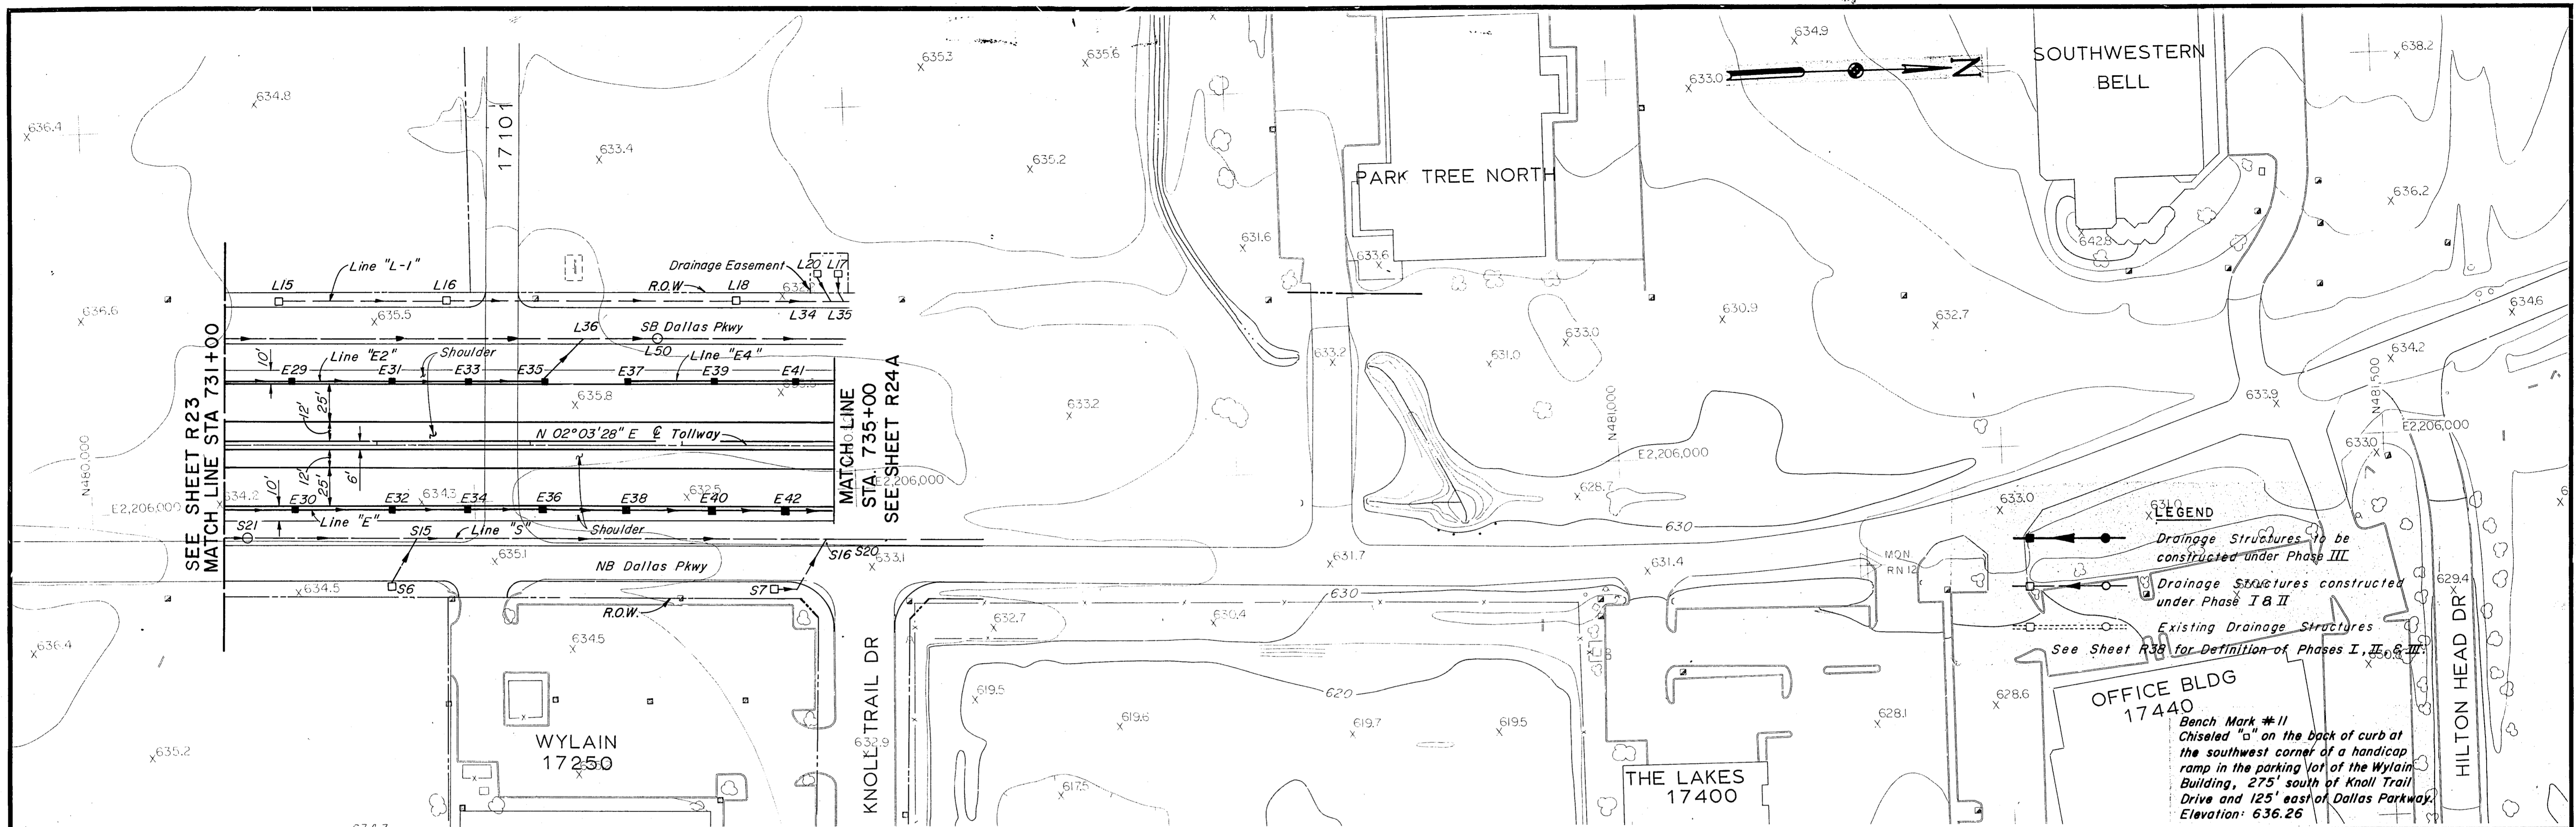 634.9
638.2
635.3
635.6
633.0
N
SOUTHWESTERN
BELL
634.8
636.4
17101
633.4
635.2
PARK TREE NORTH
636.2
631.6
633.6
642.8
Line "L-1"
Drainage Easement
L20 L17
L15
L16
R.O.W.
L18
L34 L35
636.6
635.5
630.9
632.7
634.6
L36
SB Dallas Pkwy
L50
633.0
633.2
631.0
634.2
10'
Line "E2"
Shoulder
Line "E4"
E29
E31
E33
E35
E37
E39
E41
SEE SHEET R23
MATCH LINE STA 731+00
12'
25'
635.8
633.2
633.9
MATCH LINE
STA. 735+00
SEE SHEET R24A
N 02°03'28" E ℄ Tollway
N480,000
N481,000
N481,500
E2,206,000
E2,206,000
E2,206,000
E2,206,000
633.0
12'
25'
6'
10'
634.2
634.3
632.5
628.7
633.0
631.0
E30
E32
E34
E36
E38
E40
E42
Line "E"
S21
S15
Line "S"
Shoulder
630
S16 S20
635.1
633.1
631.7
631.4
NB Dallas Pkwy
MON
RN 12
LEGEND
Drainage Structures to be
constructed under Phase III
Drainage Structures constructed
under Phase I & II
Existing Drainage Structures
See Sheet R38 for Definition of Phases I, II, & III.
S6
S7
634.5
R.O.W.
630
629.4
632.7
630.4
634.5
636.4
KNOLL TRAIL DR
HILTON HEAD DR
619.5
620
619.6
619.7
619.5
628.6
628.1
OFFICE BLDG
17440
635.2
WYLAIN
17250
632.9
617.5
THE LAKES
17400
Bench Mark #11
Chiseled "□" on the back of curb at
the southwest corner of a handicap
ramp in the parking lot of the Wylain
Building, 275' south of Knoll Trail
Drive and 125' east of Dallas Parkway.
Elevation: 636.26